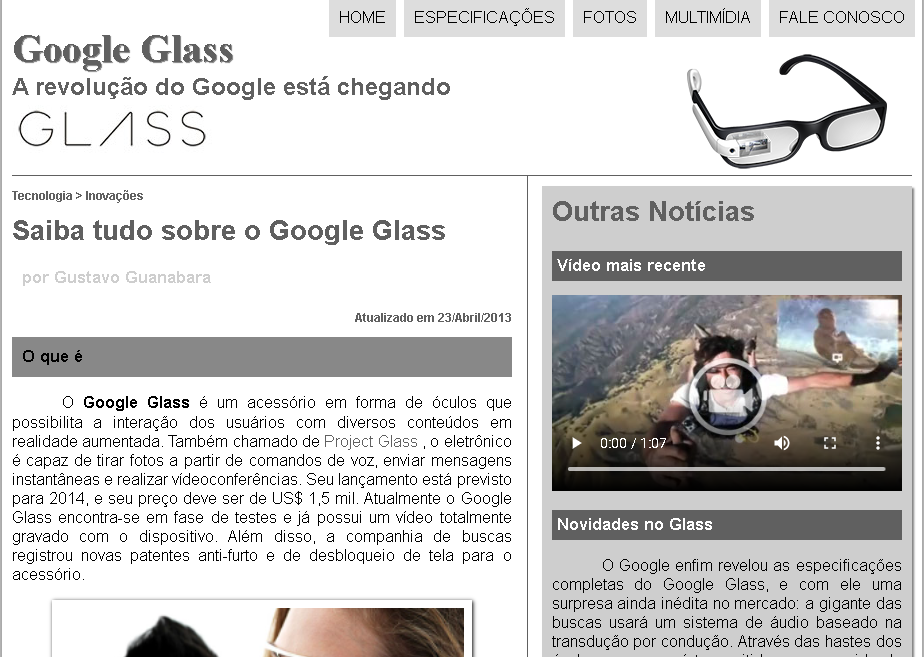 HOME
ESPECIFICAÇÕES
FOTOS
MULTIMÍDIA
FALE CONOSCO
Google Glass
A revolução do Google está chegando
GLASS
Tecnologia > Inovações
Saiba tudo sobre o Google Glass
por Gustavo Guanabara
Atualizado em 23/Abril/2013
O que é
O Google Glass é um acessório em forma de óculos que
possibilita a interação dos usuários com diversos conteúdos em
realidade aumentada. Também chamado de Project Glass , o eletrônico
é capaz de tirar fotos a partir de comandos de voz, enviar mensagens
instantâneas e realizar vídeoconferências. Seu lançamento está previsto
para 2014, e seu preço deve ser de US$ 1,5 mil. Atualmente o Google
Glass encontra-se em fase de testes e já possui um vídeo totalmente
gravado com o dispositivo. Além disso, a companhia de buscas
registrou novas patentes anti-furto e de desbloqueio de tela para o
acessório.
Outras Notícias
Vídeo mais recente
0:00 / 1:07
Novidades no Glass
O Google enfim revelou as especificações
completas do Google Glass, e com ele uma
surpresa ainda inédita no mercado: a gigante das
buscas usará um sistema de áudio baseado na
transdução por condução. Através das hastes dos